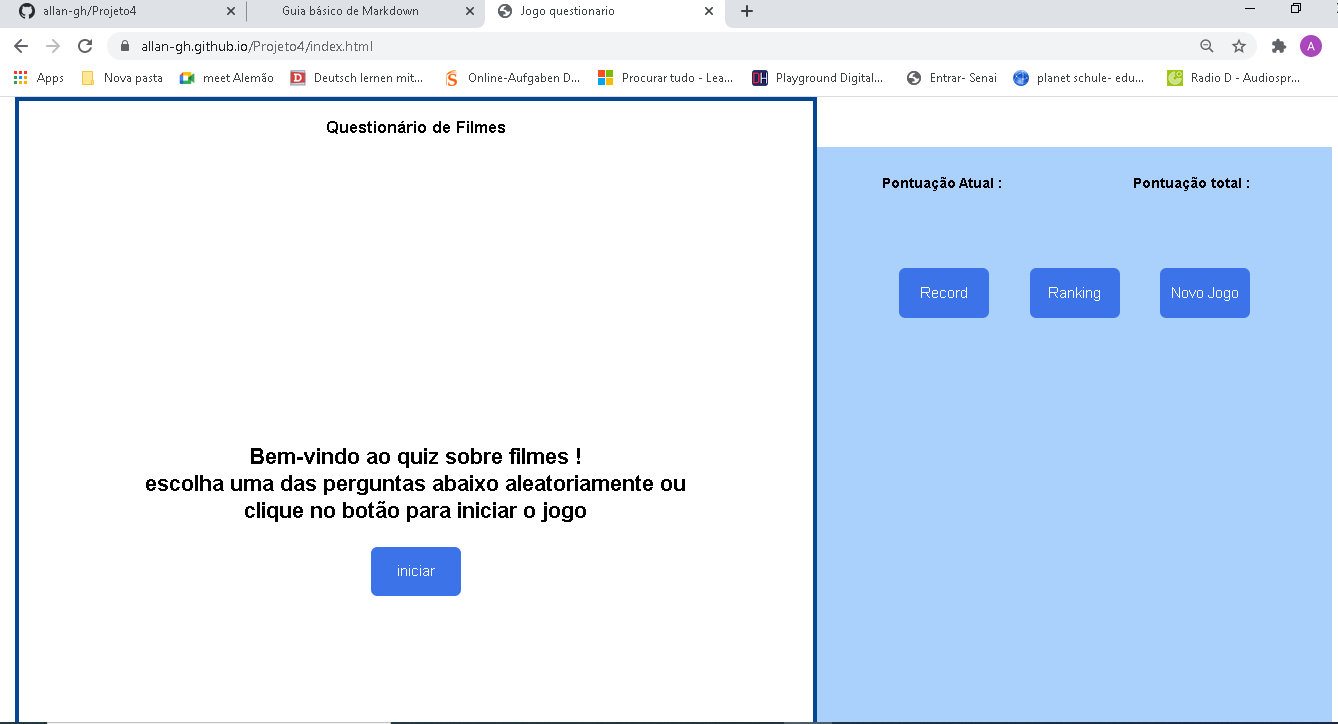 allan-gh/Projeto4
Guia básico de Markdown
Jogo questionario
allan-gh.github.io/Projeto4/index.html
A
Apps
Nova pasta
meet Alemão
Deutsch lernen mit...
Online-Aufgaben D...
Procurar tudo - Lea...
Playground Digital...
Entrar- Senai
planet schule- edu...
Radio D - Audiospr...
Questionário de Filmes
Pontuação Atual :
Pontuação total :
Record
Ranking
Novo Jogo
Bem-vindo ao quiz sobre filmes !
escolha uma das perguntas abaixo aleatoriamente ou
clique no botão para iniciar o jogo
iniciar